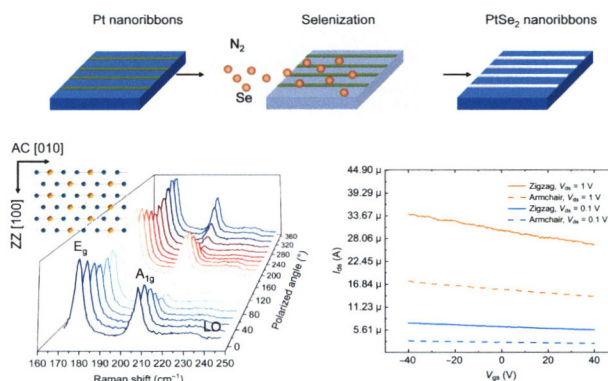 Pt nanoribbons
Selenization
PtSe2 nanoribbons
N2
Se
AC [010]
ZZ [100]
Eg
A1g
LO
Polarized angle (°)
0
40
80
120
160
200
240
280
320
360
160 170 180 190 200 210 220 230 240 250
Raman shift (cm−1)
44.90 µ
39.29 µ
33.67 µ
28.06 µ
22.45 µ
16.84 µ
11.23 µ
5.61 µ
Ids (A)
Zigzag, Vds = 1 V
Armchair, Vds = 1 V
Zigzag, Vds = 0.1 V
Armchair, Vds = 0.1 V
−40 −20 0 20 40
Vgs (V)